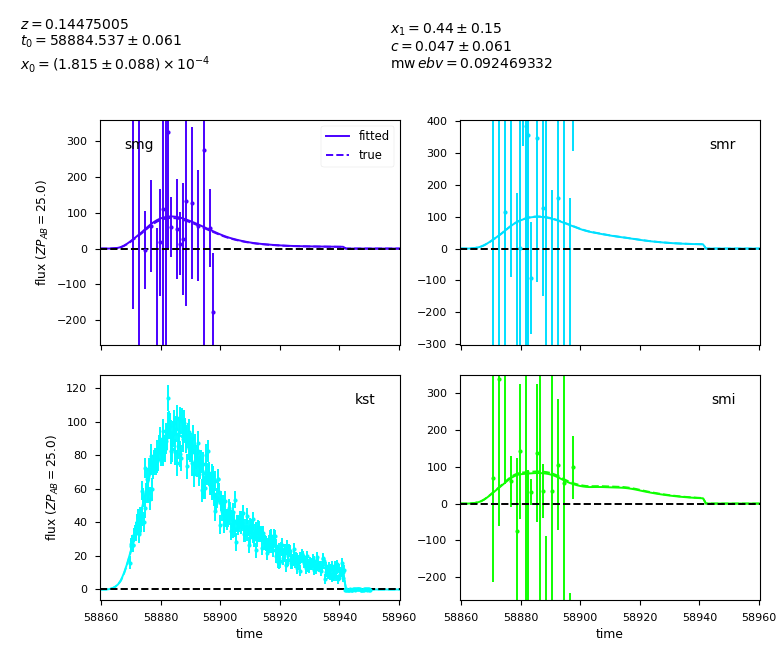 z = 0.14475005
t0 = 58884.537 ± 0.061
x0 = (1.815 ± 0.088) × 10^−4
x1 = 0.44 ± 0.15
c = 0.047 ± 0.061
mw ebv = 0.092469332
smg
fitted
true
300
200
100
0
−100
−200
flux (ZP_AB = 25.0)
smr
400
300
200
100
0
−100
−200
−300
kst
120
100
80
60
40
20
0
flux (ZP_AB = 25.0)
58860 58880 58900 58920 58940 58960
time
smi
300
200
100
0
−100
−200
58860 58880 58900 58920 58940 58960
time